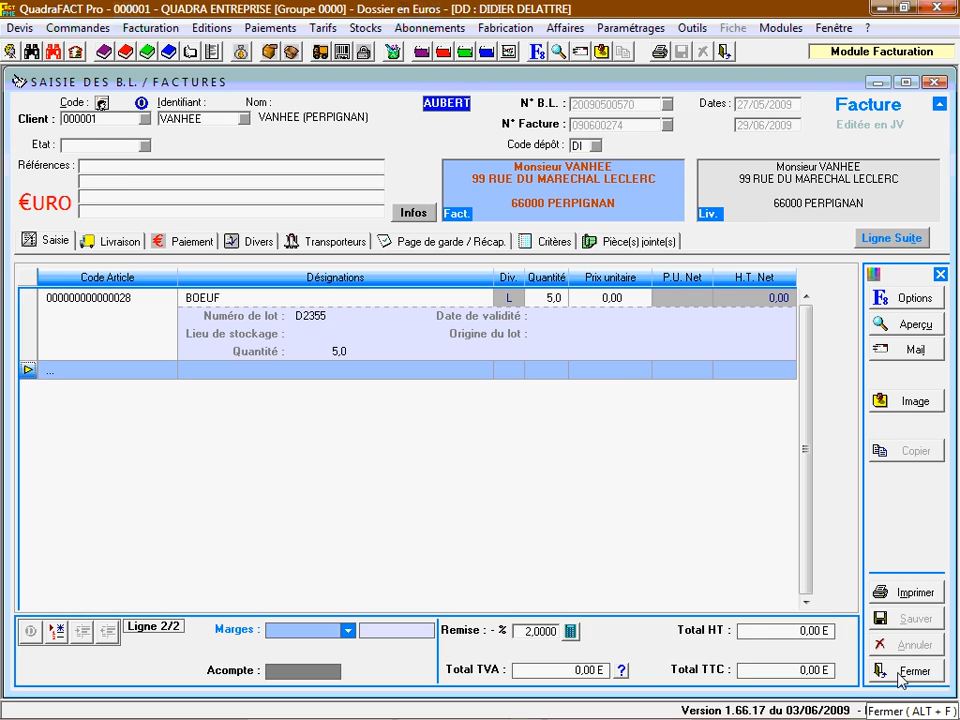 QuadraFACT Pro - 000001 - QUADRA ENTREPRISE [Groupe 0000] - Dossier en Euros - [DD : DIDIER DELATTRE]
Devis Commandes Facturation Editions Paiements Tarifs Stocks Abonnements Fabrication Affaires Paramétrages Outils Fiche Modules Fenêtre ?
Module Facturation
SAISIE DES B.L. / FACTURES
Code : Identifiant : Nom : AUBERT N° B.L. : 20090500570 Dates : 27/05/2009 Facture
Client : 000001 VANHEE VANHEE (PERPIGNAN) N° Facture : 090600274 29/06/2009 Editée en JV
Etat : Code dépôt : DI
Références :
Monsieur VANHEE
99 RUE DU MARECHAL LECLERC
66000 PERPIGNAN
Fact.
Monsieur VANHEE
99 RUE DU MARECHAL LECLERC
66000 PERPIGNAN
Liv.
€URO
Infos
Saisie Livraison Paiement Divers Transporteurs Page de garde / Récap. Critères Pièce(s) jointe(s) Ligne Suite
Code Article Désignations Div. Quantité Prix unitaire P.U. Net H.T. Net
000000000000028 BOEUF L 5,0 0,00 0,00
Numéro de lot : D2355 Date de validité :
Lieu de stockage : Origine du lot :
Quantité : 5,0
...
Options
Aperçu
Mail
Image
Copier
Imprimer
Sauver
Annuler
Fermer
Ligne 2/2 Marges : Remise : - % 2,0000 Total HT : 0,00 E
Acompte : Total TVA : 0,00 E ? Total TTC : 0,00 E
Version 1.66.17 du 03/06/2009 -
Fermer ( ALT + F )